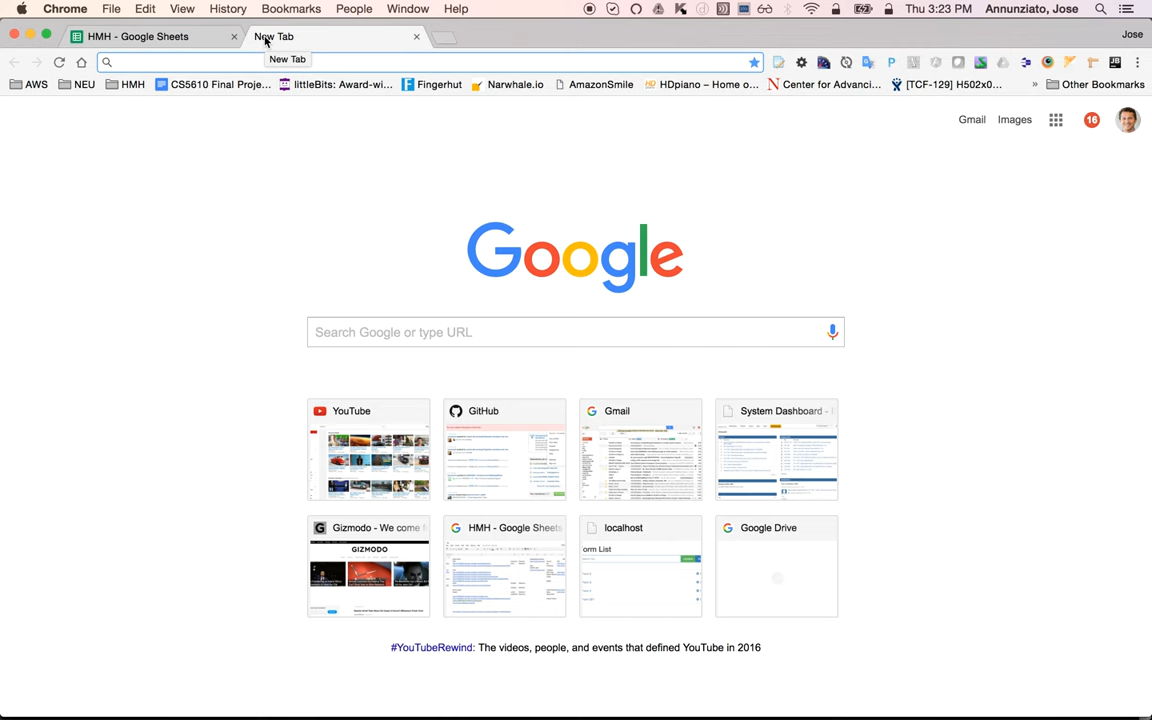 Chrome File Edit View History Bookmarks People Window Help Thu 3:23 PM Annunziato, Jose
HMH - Google Sheets New Tab Jose
New Tab
AWS NEU HMH CS5610 Final Proje... littleBits: Award-wi... Fingerhut Narwhale.io AmazonSmile HDpiano – Home o... Center for Advanc... [TCF-129] H502x0... » Other Bookmarks
Gmail Images 16
Google
Search Google or type URL
YouTube GitHub Gmail System Dashboard -
Gizmodo - We come HMH - Google Sheets localhost Google Drive
GIZMODO orm List
#YouTubeRewind: The videos, people, and events that defined YouTube in 2016